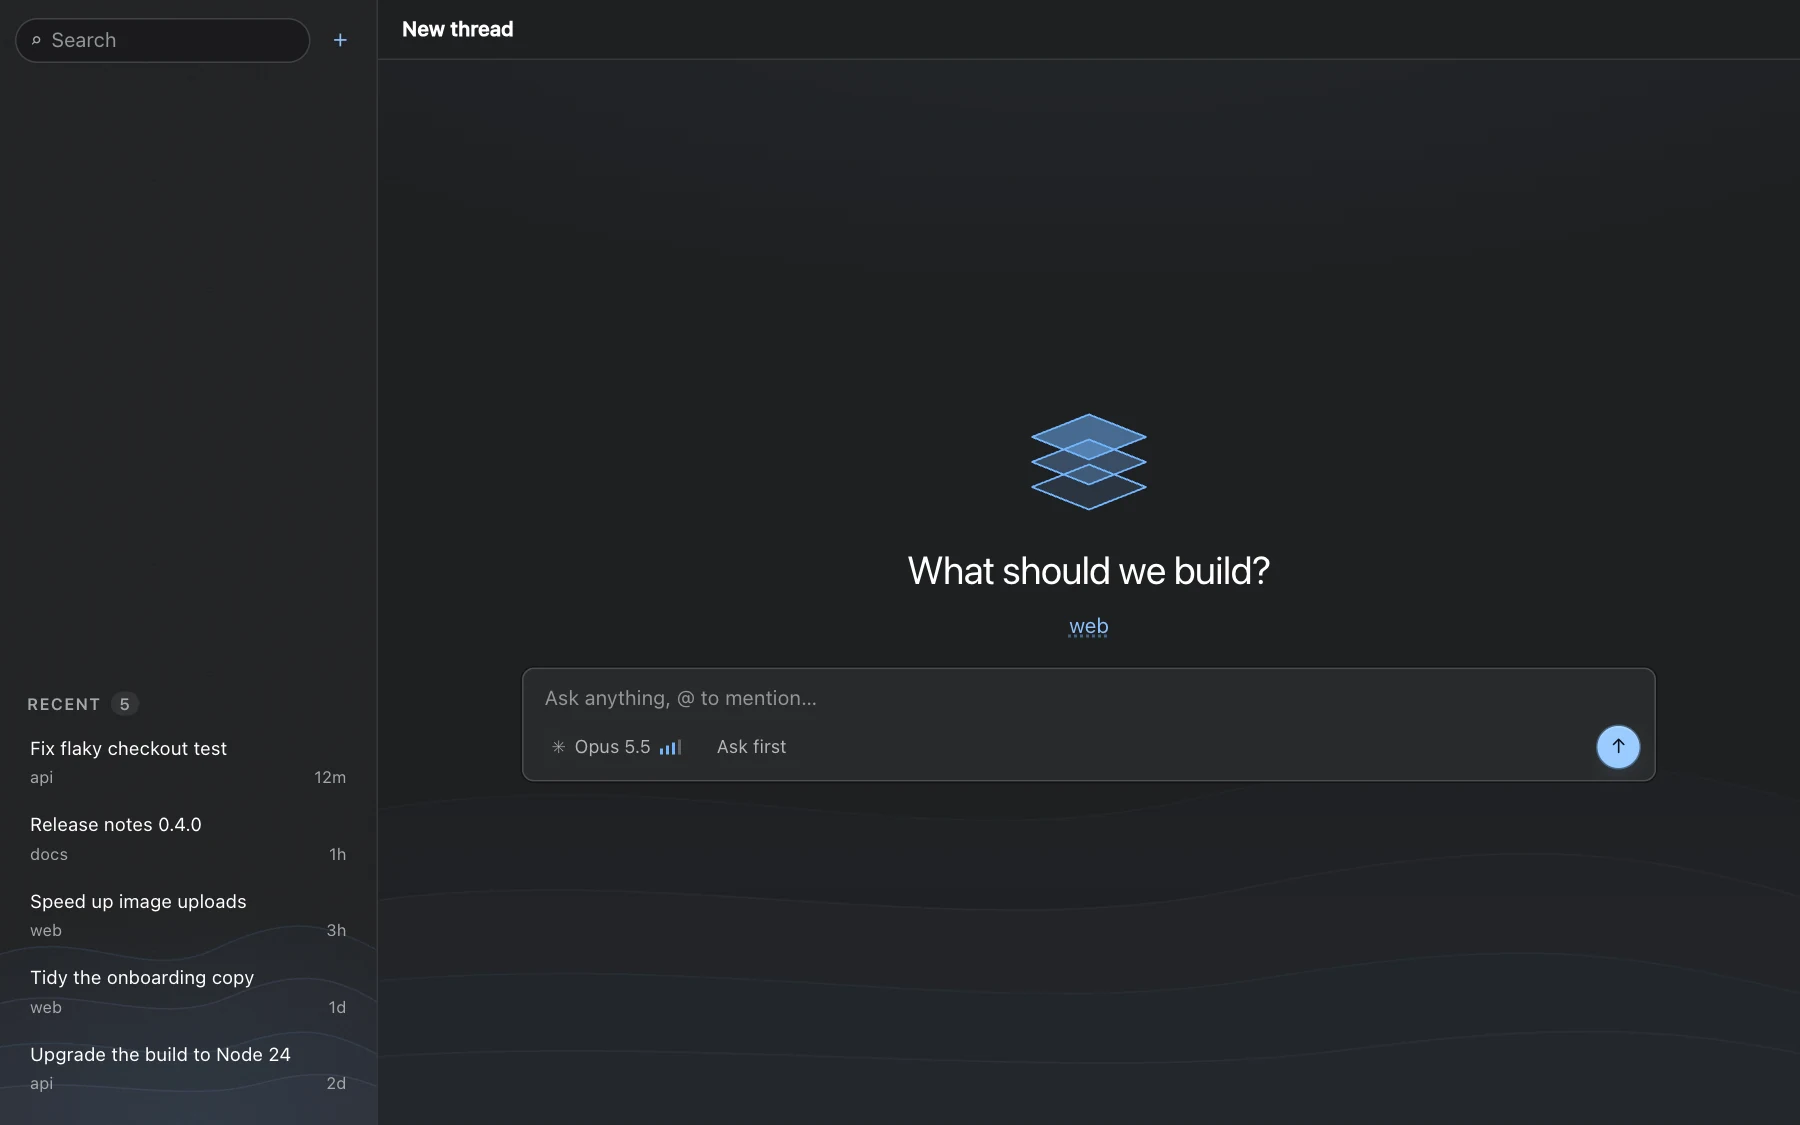 Search
+
New thread
What should we build?
web
Ask anything, @ to mention...
Opus 5.5
Ask first
RECENT 5
Fix flaky checkout test
api 12m
Release notes 0.4.0
docs 1h
Speed up image uploads
web 3h
Tidy the onboarding copy
web 1d
Upgrade the build to Node 24
api 2d